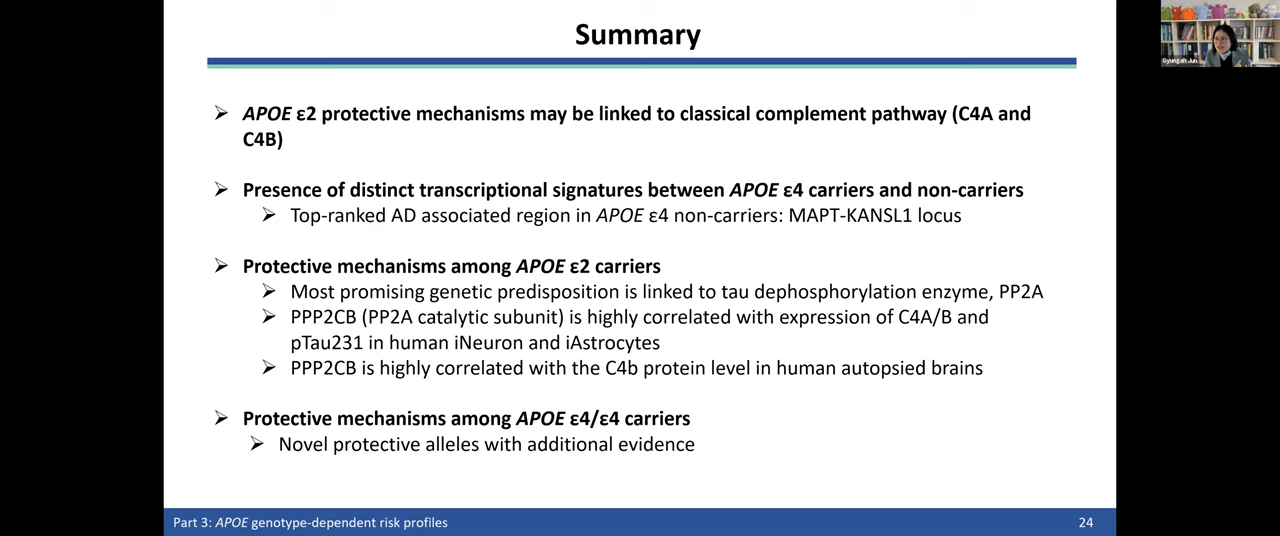 Summary
➢ APOE ε2 protective mechanisms may be linked to classical complement pathway (C4A and
C4B)
➢ Presence of distinct transcriptional signatures between APOE ε4 carriers and non-carriers
➢ Top-ranked AD associated region in APOE ε4 non-carriers: MAPT-KANSL1 locus
➢ Protective mechanisms among APOE ε2 carriers
➢ Most promising genetic predisposition is linked to tau dephosphorylation enzyme, PP2A
➢ PPP2CB (PP2A catalytic subunit) is highly correlated with expression of C4A/B and
pTau231 in human iNeuron and iAstrocytes
➢ PPP2CB is highly correlated with the C4b protein level in human autopsied brains
➢ Protective mechanisms among APOE ε4/ε4 carriers
➢ Novel protective alleles with additional evidence
Part 3: APOE genotype-dependent risk profiles
24
Gyungah Jun